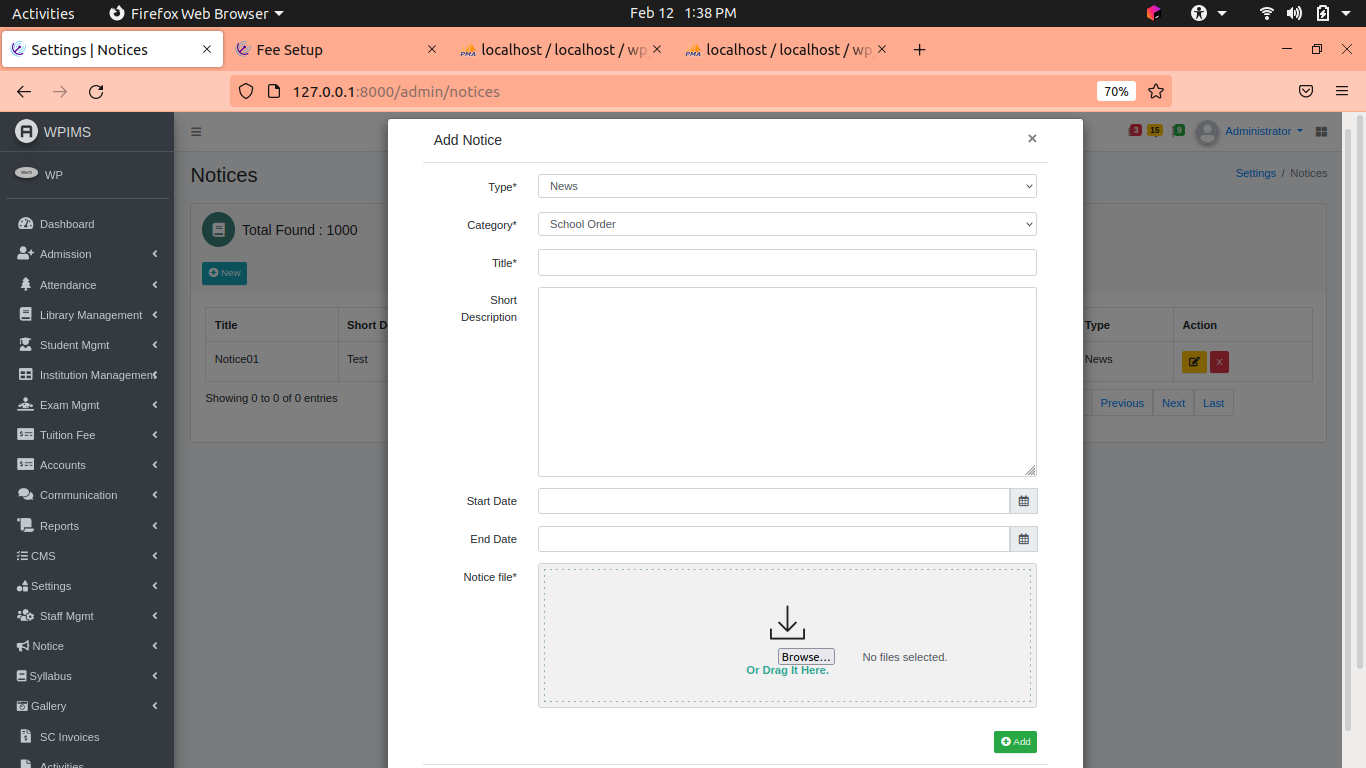 Activities Firefox Web Browser Feb 12 1:38 PM
Settings | Notices Fee Setup localhost / localhost / wp localhost / localhost / wp
127.0.0.1:8000/admin/notices 70%
WPIMS
WP
Dashboard
Admission
Attendance
Library Management
Student Mgmt
Institution Management
Exam Mgmt
Tuition Fee
Accounts
Communication
Reports
CMS
Settings
Staff Mgmt
Notice
Syllabus
Gallery
SC Invoices
Activities
3 15 9 Administrator
Notices
Settings / Notices
Total Found : 1000
New
Title Short D Type Action
Notice01 Test News X
Showing 0 to 0 of 0 entries
Previous Next Last
Add Notice ×
Type* News
Category* School Order
Title*
Short
Description
Start Date
End Date
Notice file*
Browse... No files selected.
Or Drag It Here.
Add